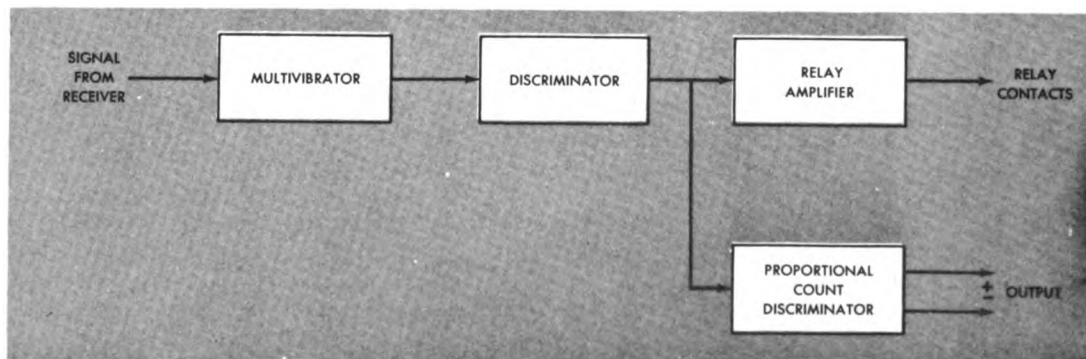 SIGNAL
FROM
RECEIVER
MULTIVIBRATOR
DISCRIMINATOR
RELAY
AMPLIFIER
RELAY
CONTACTS
PROPORTIONAL
COUNT
DISCRIMINATOR
± OUTPUT